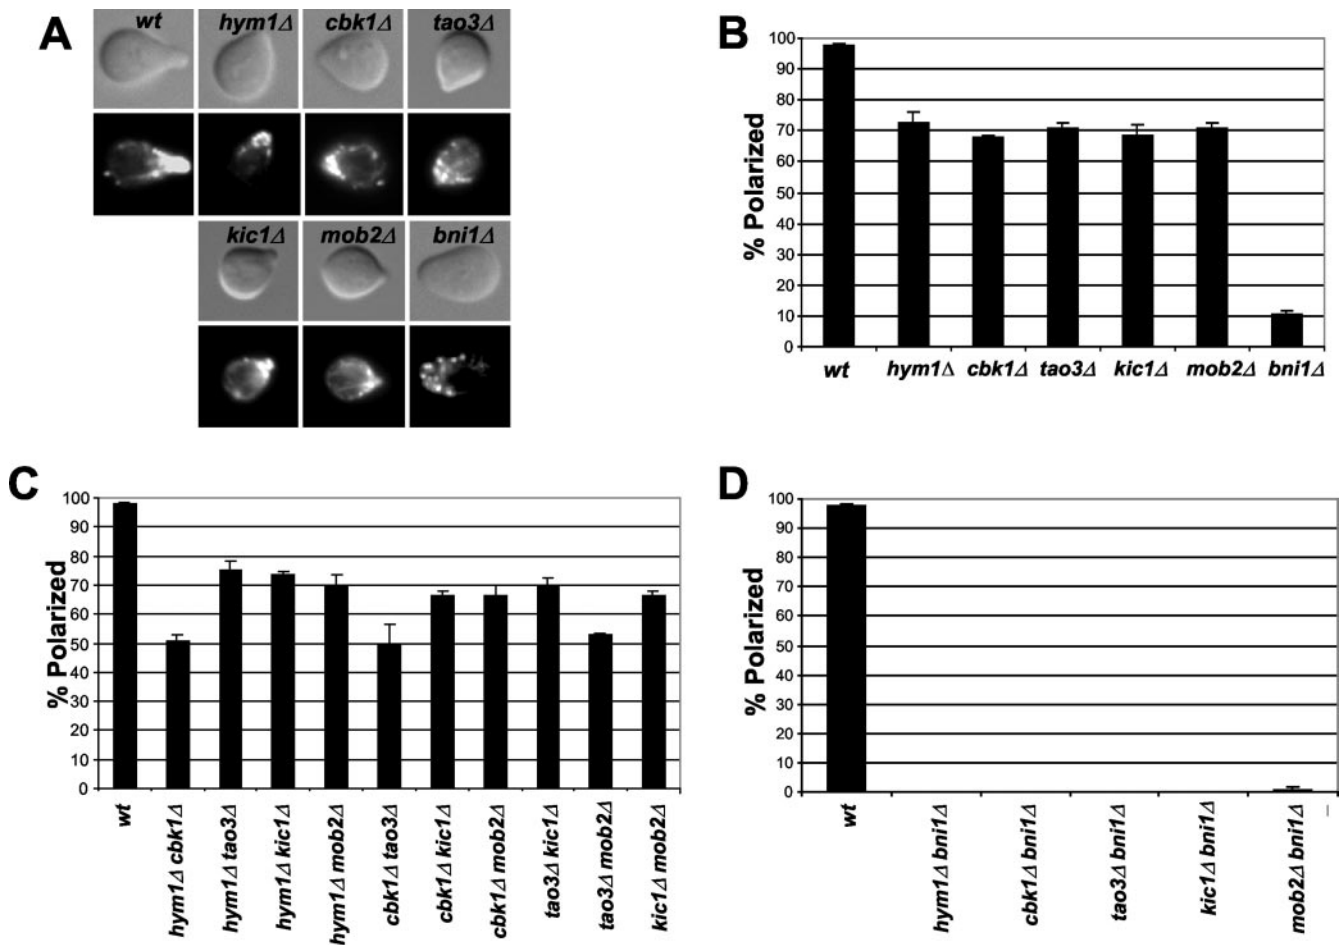 A
wt hym1Δ cbk1Δ tao3Δ
kic1Δ mob2Δ bni1Δ
B
% Polarized
100
90
80
70
60
50
40
30
20
10
0
wt hym1Δ cbk1Δ tao3Δ kic1Δ mob2Δ bni1Δ
C
% Polarized
100
90
80
70
60
50
40
30
20
10
0
wt
hym1Δ cbk1Δ
hym1Δ tao3Δ
hym1Δ kic1Δ
hym1Δ mob2Δ
cbk1Δ tao3Δ
cbk1Δ kic1Δ
cbk1Δ mob2Δ
tao3Δ kic1Δ
tao3Δ mob2Δ
kic1Δ mob2Δ
D
% Polarized
100
90
80
70
60
50
40
30
20
10
0
wt
hym1Δ bni1Δ
cbk1Δ bni1Δ
tao3Δ bni1Δ
kic1Δ bni1Δ
mob2Δ bni1Δ